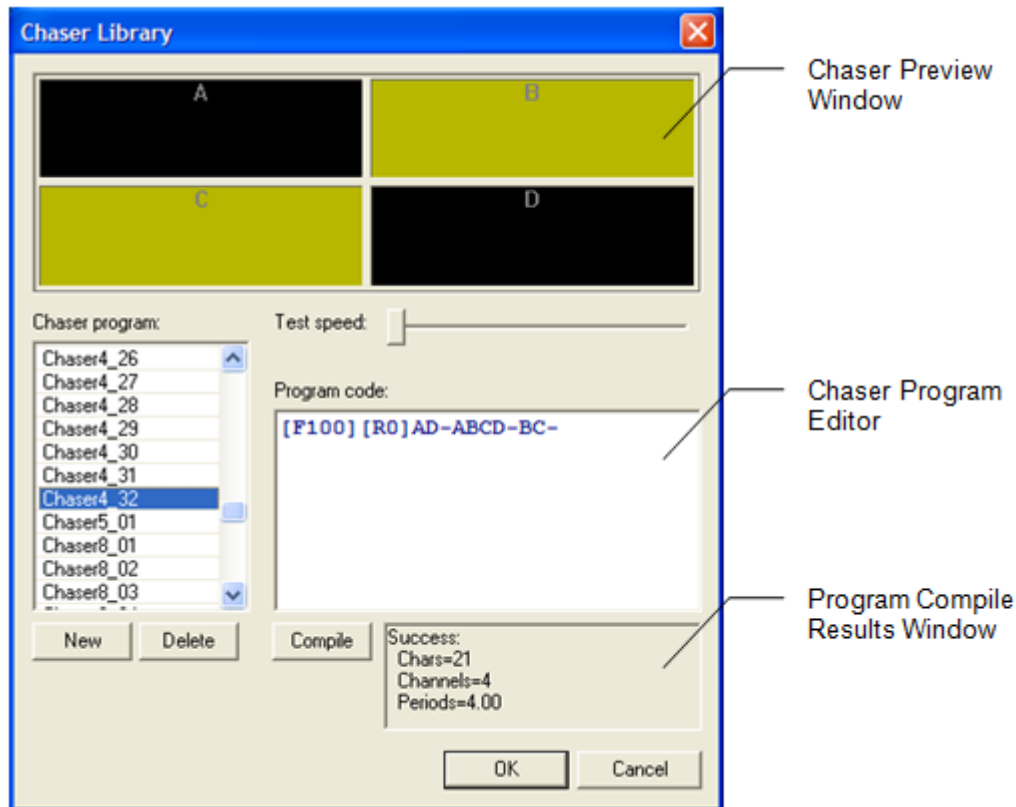 Chaser Library
A
B
C
D
Chaser Preview
Window
Chaser program:
Test speed:
Chaser4_26
Chaser4_27
Chaser4_28
Chaser4_29
Chaser4_30
Chaser4_31
Chaser4_32
Chaser5_01
Chaser8_01
Chaser8_02
Chaser8_03
Program code:
[F100][R0]AD-ABCD-BC-
Chaser Program
Editor
New
Delete
Compile
Success:
Chars=21
Channels=4
Periods=4.00
Program Compile
Results Window
OK
Cancel